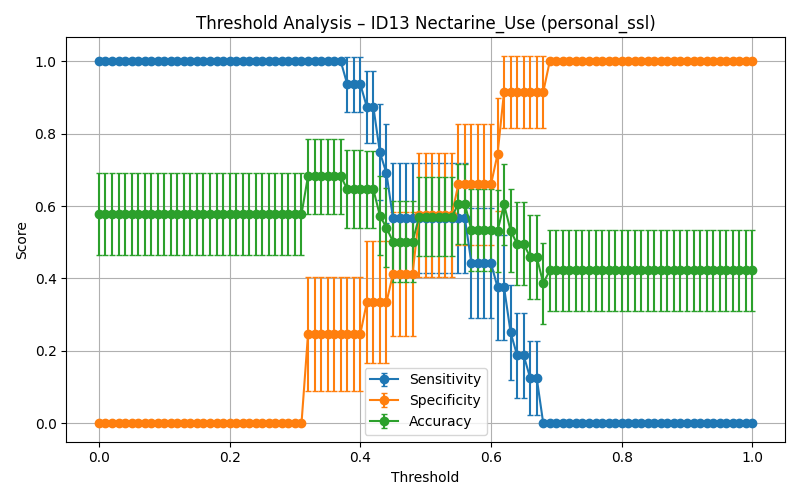 Threshold Analysis – ID13 Nectarine_Use (personal_ssl)
Score
1.0
0.8
0.6
0.4
0.2
0.0
Sensitivity
Specificity
Accuracy
0.0 0.2 0.4 0.6 0.8 1.0
Threshold